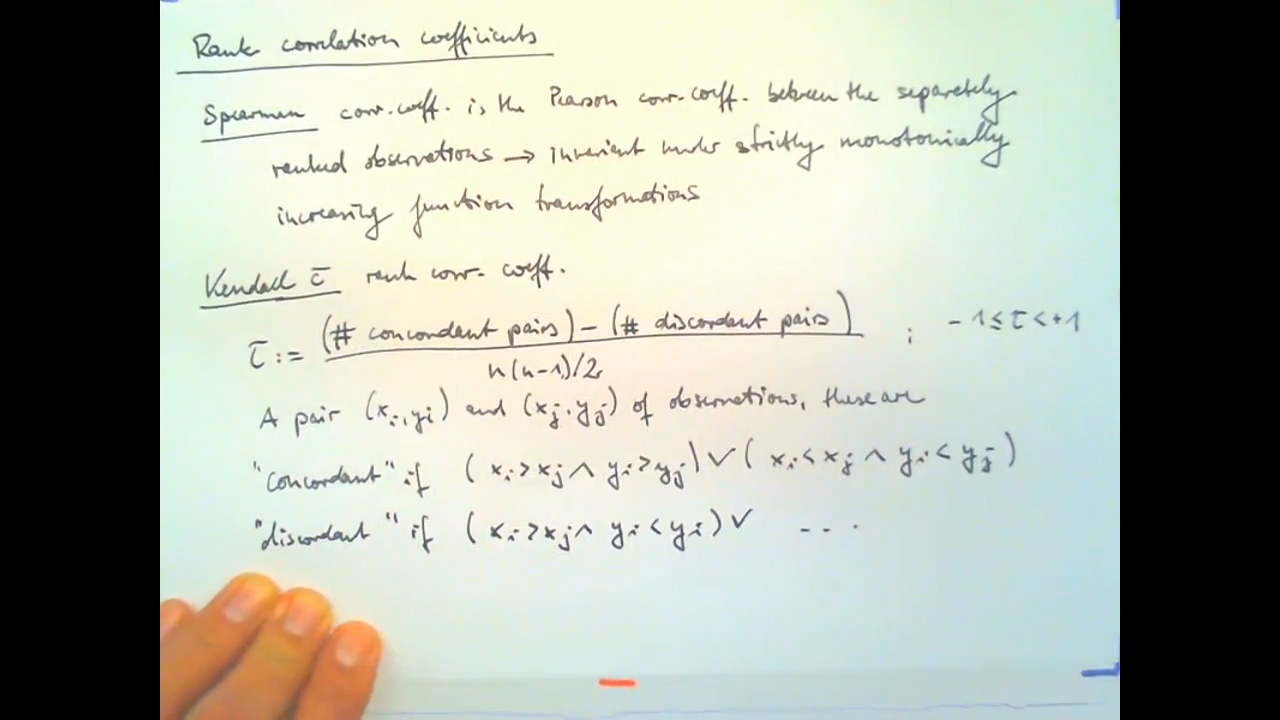 Rank correlation coefficients
Spearman corr.coeff. is the Pearson corr.coeff. between the separately
ranked observations → invarient under strictly monotonically
increasing function transformations
Kendall τ rank corr. coeff.
τ := (# concordant pairs) - (# discordant pairs) / n(n-1)/2 ; -1 ≤ τ < +1
A pair (xi, yi) and (xj, yj) of observations, these are
"concordant" if (xi > xj ∧ yi > yj) ∨ (xi < xj ∧ yi < yj)
"discordant" if (xi > xj ∧ yi < yi) ∨ ...